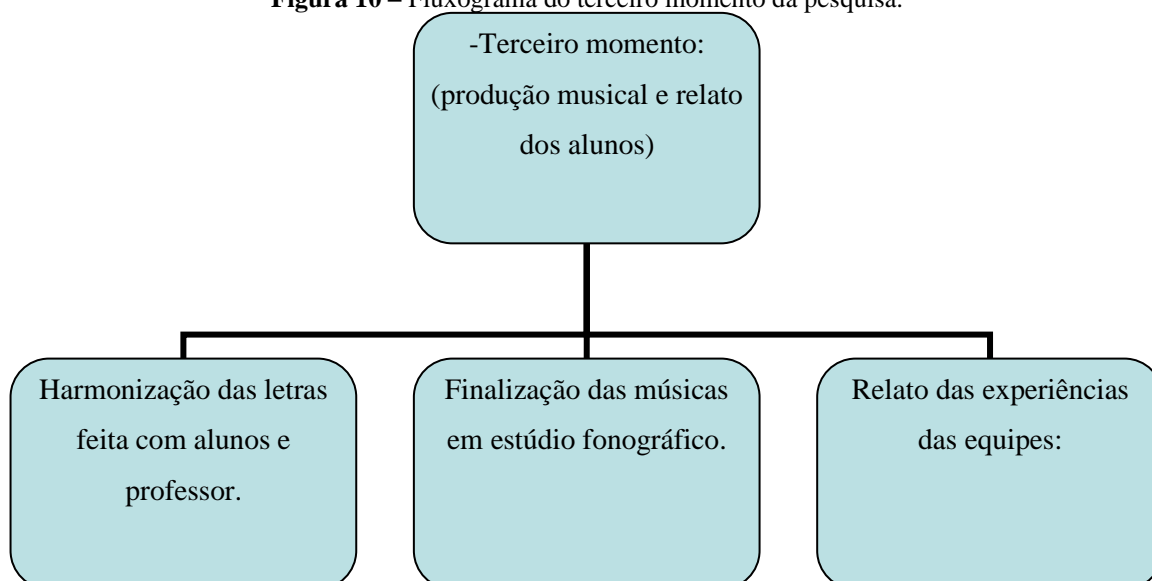 Figura 10 – Fluxograma do terceiro momento da pesquisa.
-Terceiro momento:
(produção musical e relato
dos alunos)
Harmonização das letras
feita com alunos e
professor.
Finalização das músicas
em estúdio fonográfico.
Relato das experiências
das equipes: